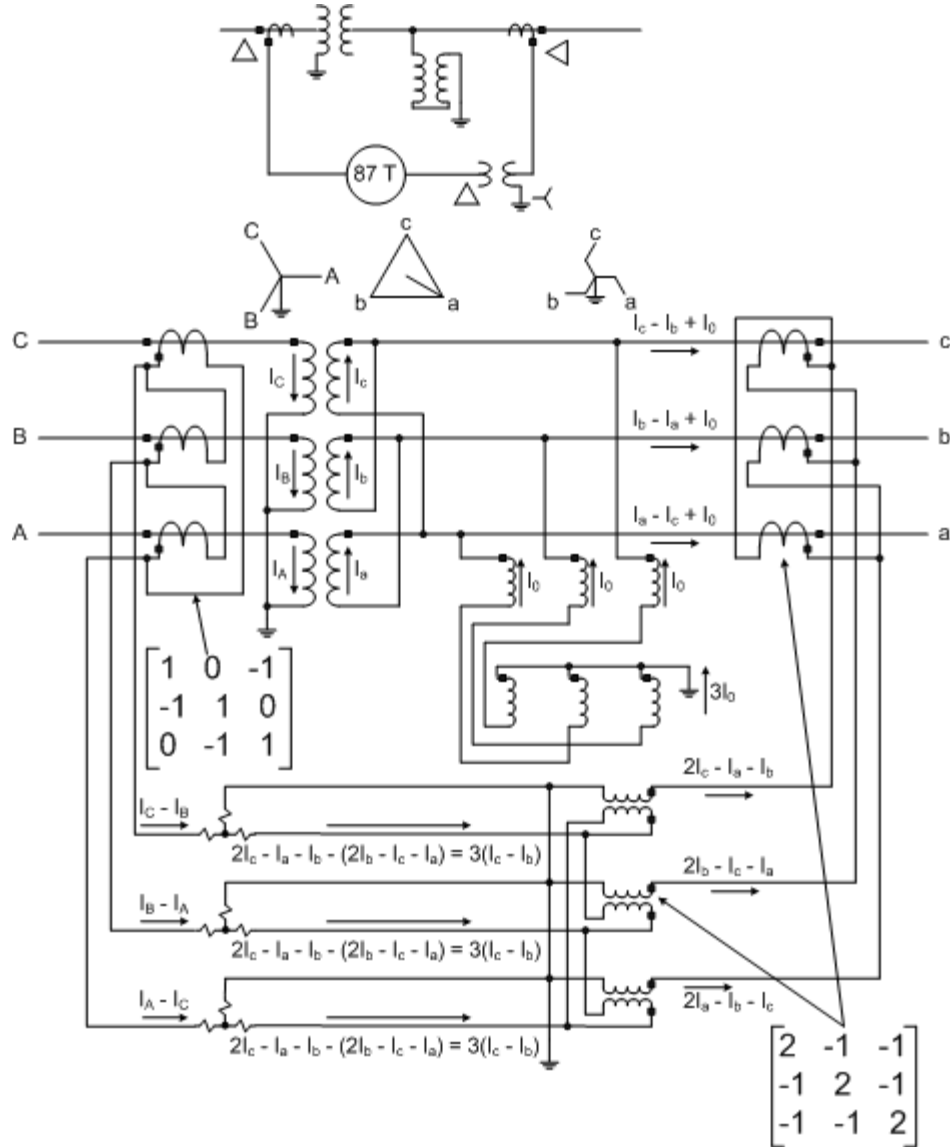 87 T
C
A
B
c
b
a
c
b
a
C
c
I_C
I_c
I_c - I_b + I_0
B
b
I_B
I_b
I_b - I_a + I_0
A
a
I_A
I_a
I_a - I_c + I_0
I_0
I_0
I_0
3I_0
1 0 -1
-1 1 0
0 -1 1
2I_c - I_a - I_b
I_C - I_B
2I_c - I_a - I_b - (2I_b - I_c - I_a) = 3(I_c - I_b)
2I_b - I_c - I_a
I_B - I_A
2I_c - I_a - I_b - (2I_b - I_c - I_a) = 3(I_c - I_b)
2I_a - I_b - I_c
I_A - I_C
2I_c - I_a - I_b - (2I_b - I_c - I_a) = 3(I_c - I_b)
2 -1 -1
-1 2 -1
-1 -1 2